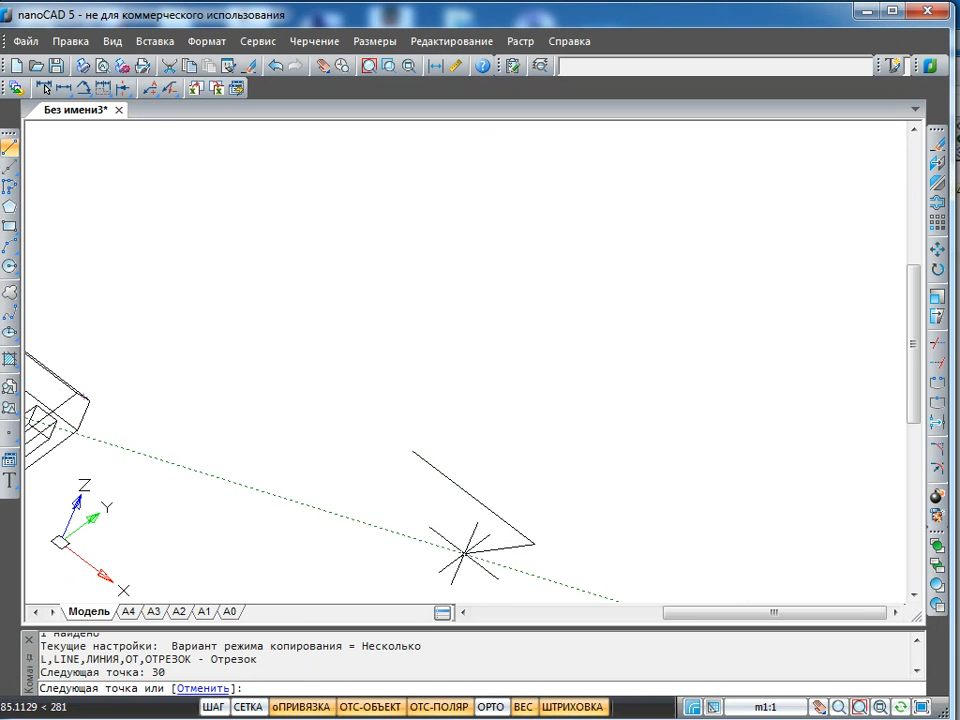 nanoCAD 5 - не для коммерческого использования
Файл Правка Вид Вставка Формат Сервис Черчение Размеры Редактирование Растр Справка
Без имени3*
Z
Y
X
Модель A4 A3 A2 A1 A0
1 найдено
Текущие настройки: Вариант режима копирования = Несколько
L,LINE,ЛИНИЯ,ОТ,ОТРЕЗОК - Отрезок
Следующая точка: 30
Следующая точка или [Отменить]:
85.1129 < 281 ШАГ СЕТКА оПРИВЯЗКА ОТС-ОБЪЕКТ ОТС-ПОЛЯР ОРТО ВЕС ШТРИХОВКА m1:1